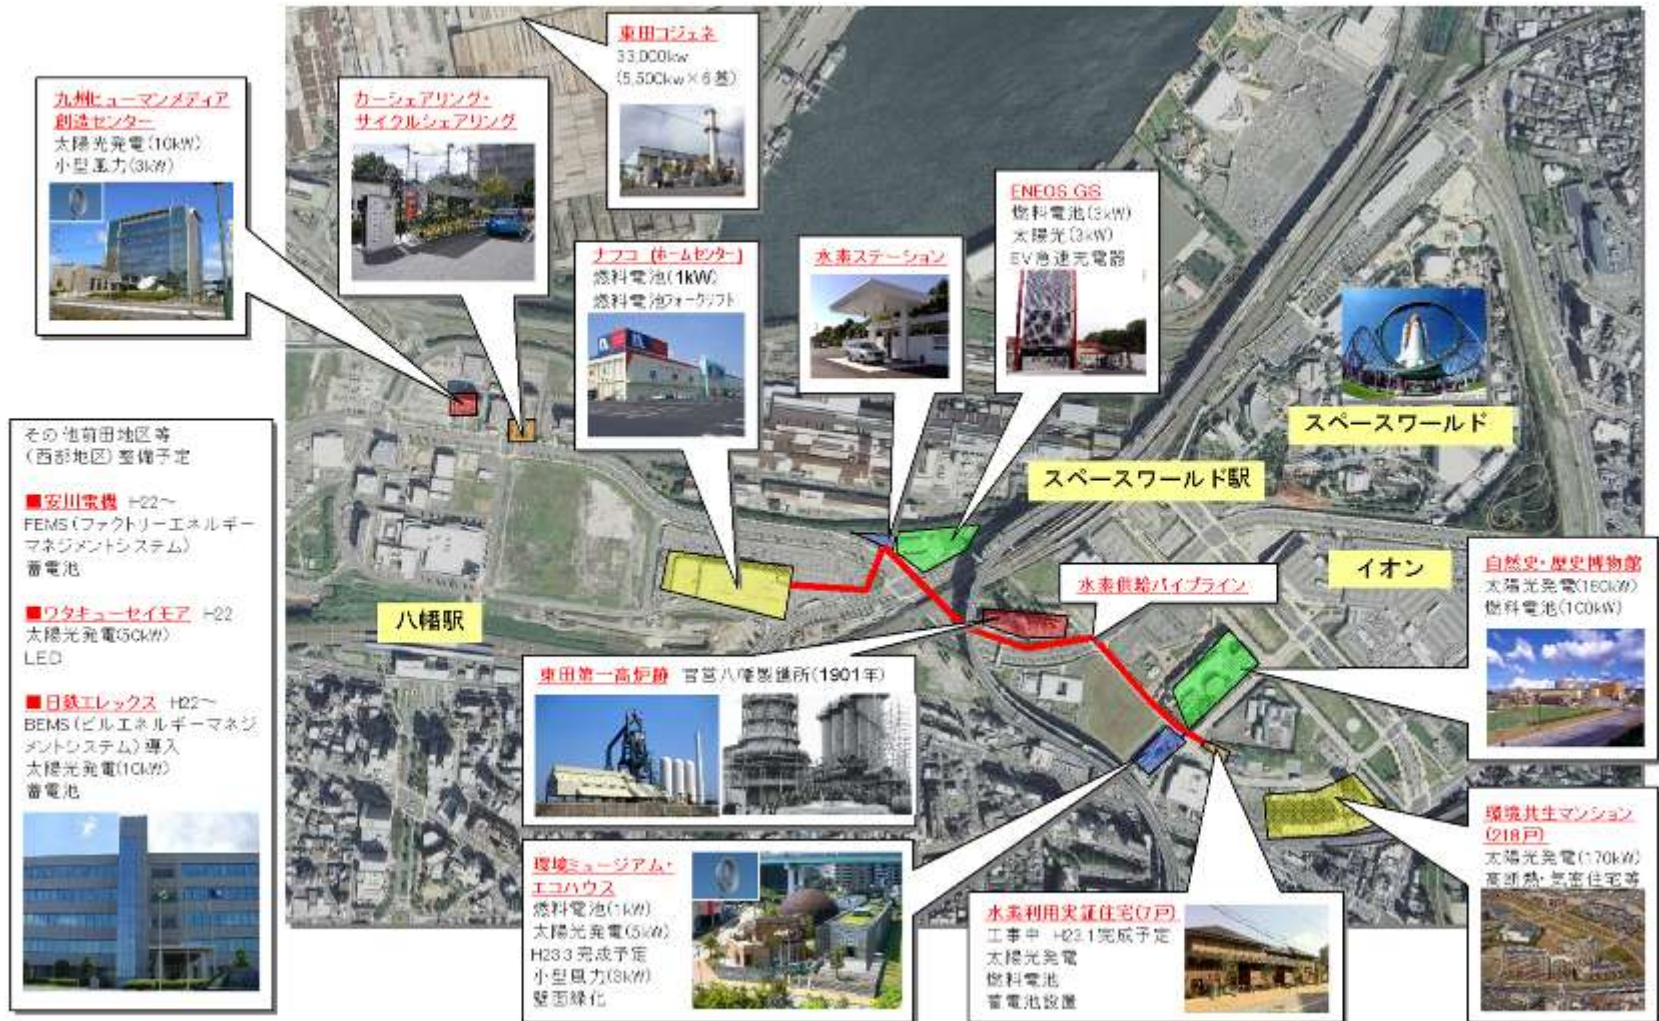 東田コジェネ
33,000kw
(5,500kw×6基)
九州ヒューマンメディア
創造センター
太陽光発電(10kW)
小型風力(3kW)
カーシェアリング・
サイクルシェアリング
ENEOS GS
燃料電池(3kW)
太陽光(3kW)
EV急速充電器
ナフコ (ホームセンター)
燃料電池(1kW)
燃料電池フォークリフト
水素ステーション
スペースワールド
スペースワールド駅
イオン
八幡駅
その他前田地区等
(西部地区)整備予定
■安川電機 H22～
FEMS(ファクトリーエネルギー
マネジメントシステム)
蓄電池
■ワタキューセイモア H22
太陽光発電(50kW)
LED
■日鉄エレックス H22～
BEMS(ビルエネルギーマネジ
メントシステム)導入
太陽光発電(10kW)
蓄電池
水素供給パイプライン
自然史・歴史博物館
太陽光発電(160kW)
燃料電池(100kW)
東田第一高炉跡 官営八幡製鐵所(1901年)
環境ミュージアム・
エコハウス
燃料電池(1kW)
太陽光発電(5kW)
H23.3完成予定
小型風力(3kW)
壁面緑化
水素利用実証住宅(7戸)
工事中 H23.1完成予定
太陽光発電
燃料電池
蓄電池設置
環境共生マンション
(218戸)
太陽光発電(170kW)
高断熱・気密住宅等